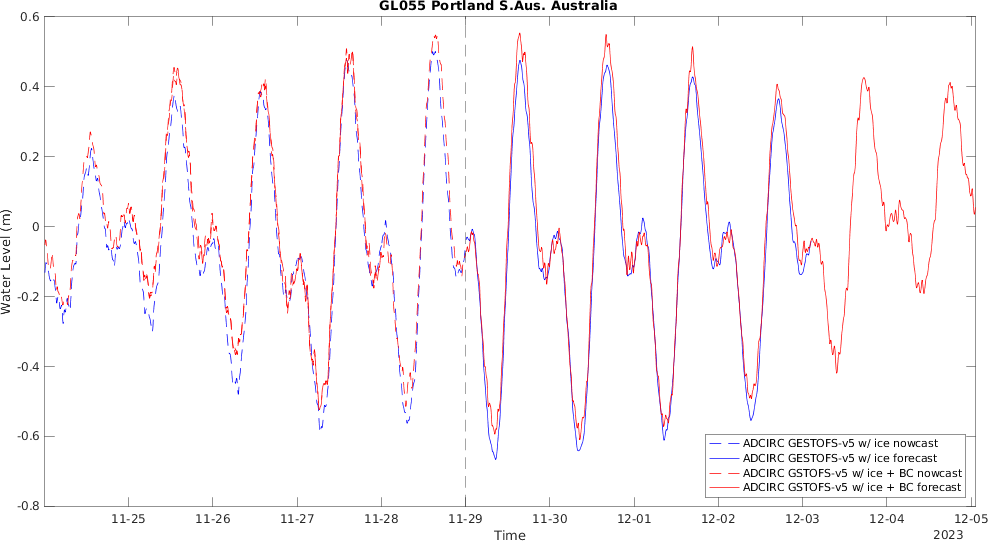 GL055 Portland S.Aus. Australia
0.6
0.4
0.2
0
-0.2
-0.4
-0.6
-0.8
Water Level (m)
11-25
11-26
11-27
11-28
11-29
11-30
12-01
12-02
12-03
12-04
12-05
Time
2023
ADCIRC GESTOFS-v5 w/ ice nowcast
ADCIRC GESTOFS-v5 w/ ice forecast
ADCIRC GSTOFS-v5 w/ ice + BC nowcast
ADCIRC GSTOFS-v5 w/ ice + BC forecast